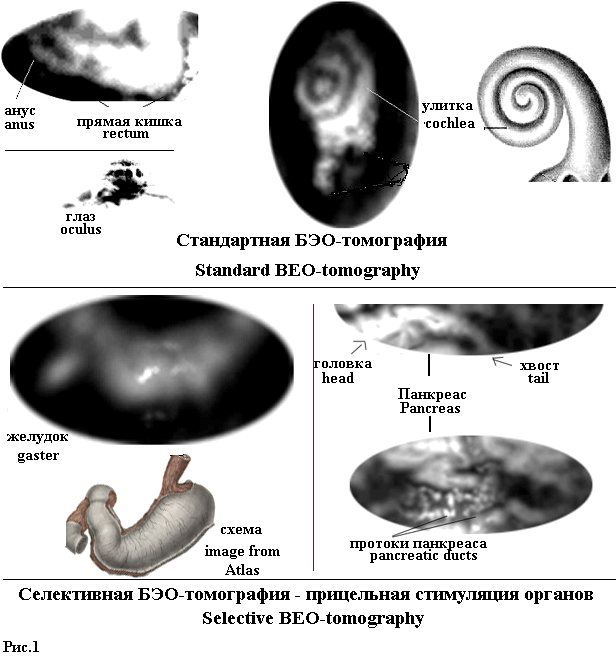 анус
anus
прямая кишка
rectum
улитка
cochlea
глаз
oculus
Стандартная БЭО-томография
Standard BEO-tomography
головка
head
хвост
tail
Панкреас
Pancreas
желудок
gaster
схема
image from
Atlas
протоки панкреаса
pancreatic ducts
Селективная БЭО-томография - прицельная стимуляция органов
Selective BEO-tomography
Рис.1